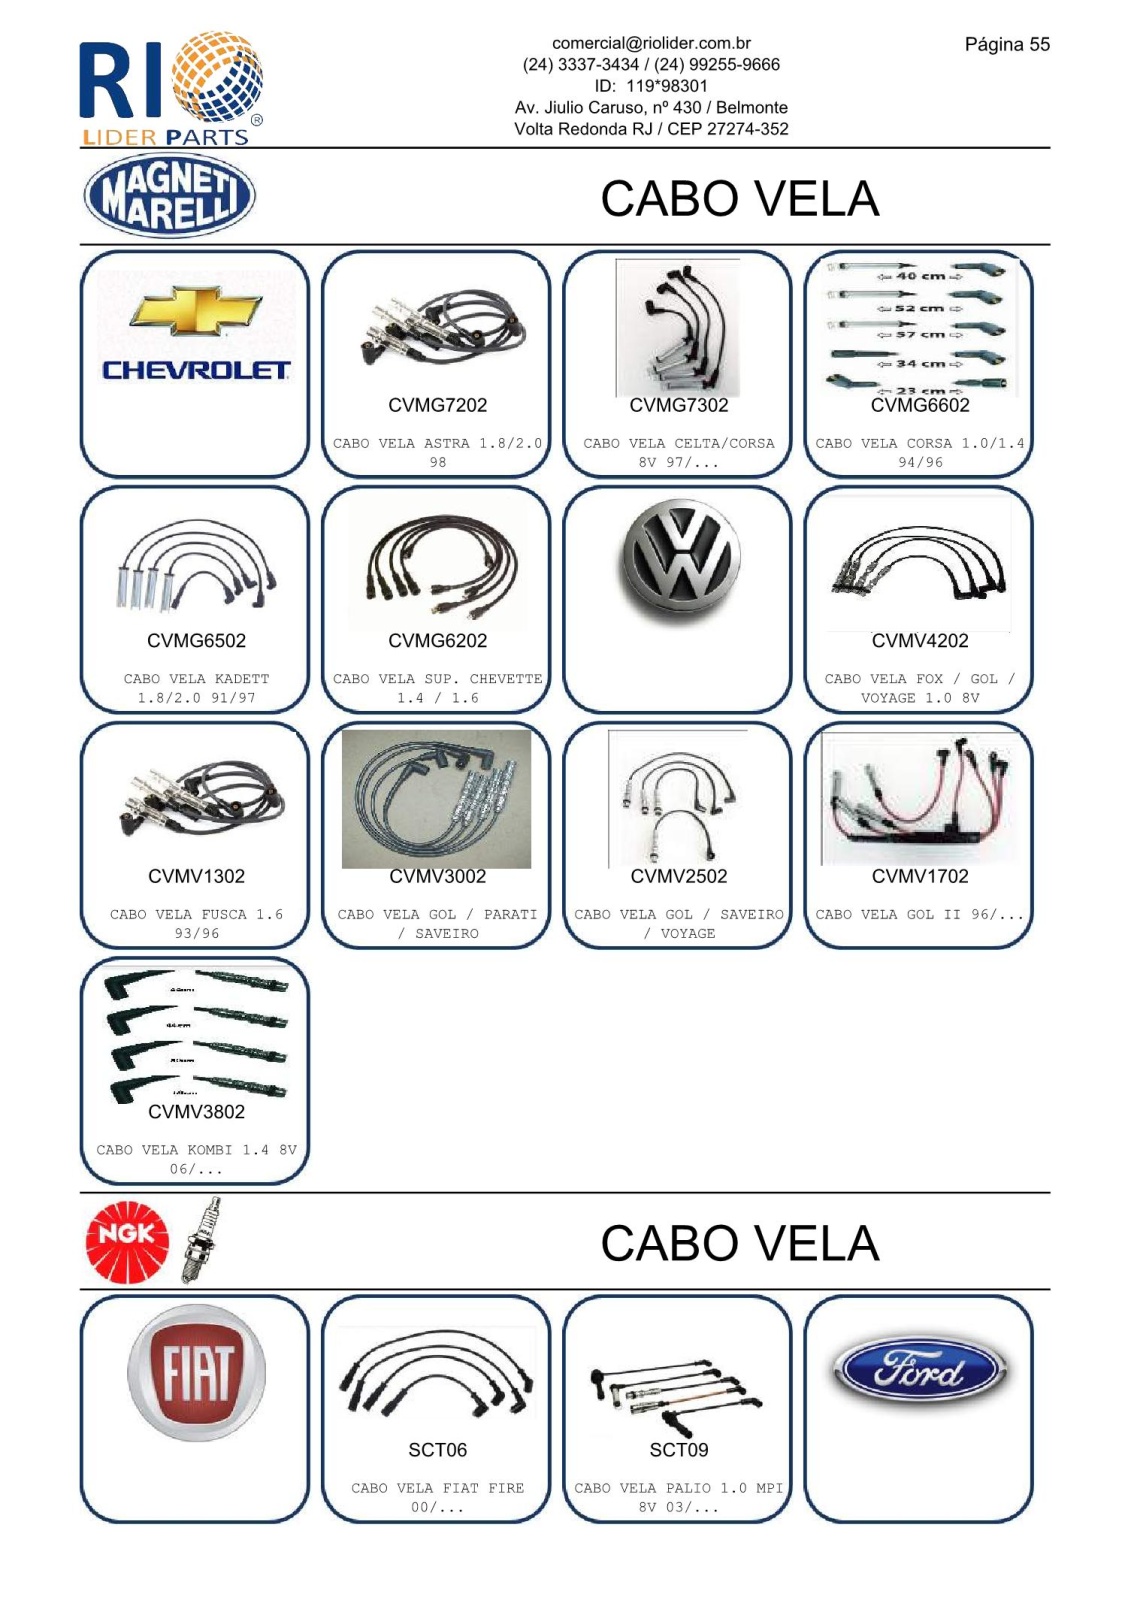 RIO
LIDER PARTS
®
comercial@riolider.com.br
(24) 3337-3434 / (24) 99255-9666
ID: 119*98301
Av. Jiulio Caruso, nº 430 / Belmonte
Volta Redonda RJ / CEP 27274-352
Página 55
MAGNETI
MARELLI
CABO VELA
CHEVROLET
CVMG7202
CABO VELA ASTRA 1.8/2.0
98
CVMG7302
CABO VELA CELTA/CORSA
8V 97/...
40 cm
52 cm
57 cm
34 cm
23 cm
CVMG6602
CABO VELA CORSA 1.0/1.4
94/96
CVMG6502
CABO VELA KADETT
1.8/2.0 91/97
CVMG6202
CABO VELA SUP. CHEVETTE
1.4 / 1.6
VW
CVMV4202
CABO VELA FOX / GOL /
VOYAGE 1.0 8V
CVMV1302
CABO VELA FUSCA 1.6
93/96
CVMV3002
CABO VELA GOL / PARATI
/ SAVEIRO
CVMV2502
CABO VELA GOL / SAVEIRO
/ VOYAGE
CVMV1702
CABO VELA GOL II 96/...
CVMV3802
CABO VELA KOMBI 1.4 8V
06/...
NGK
CABO VELA
FIAT
SCT06
CABO VELA FIAT FIRE
00/...
SCT09
CABO VELA PALIO 1.0 MPI
8V 03/...
Ford